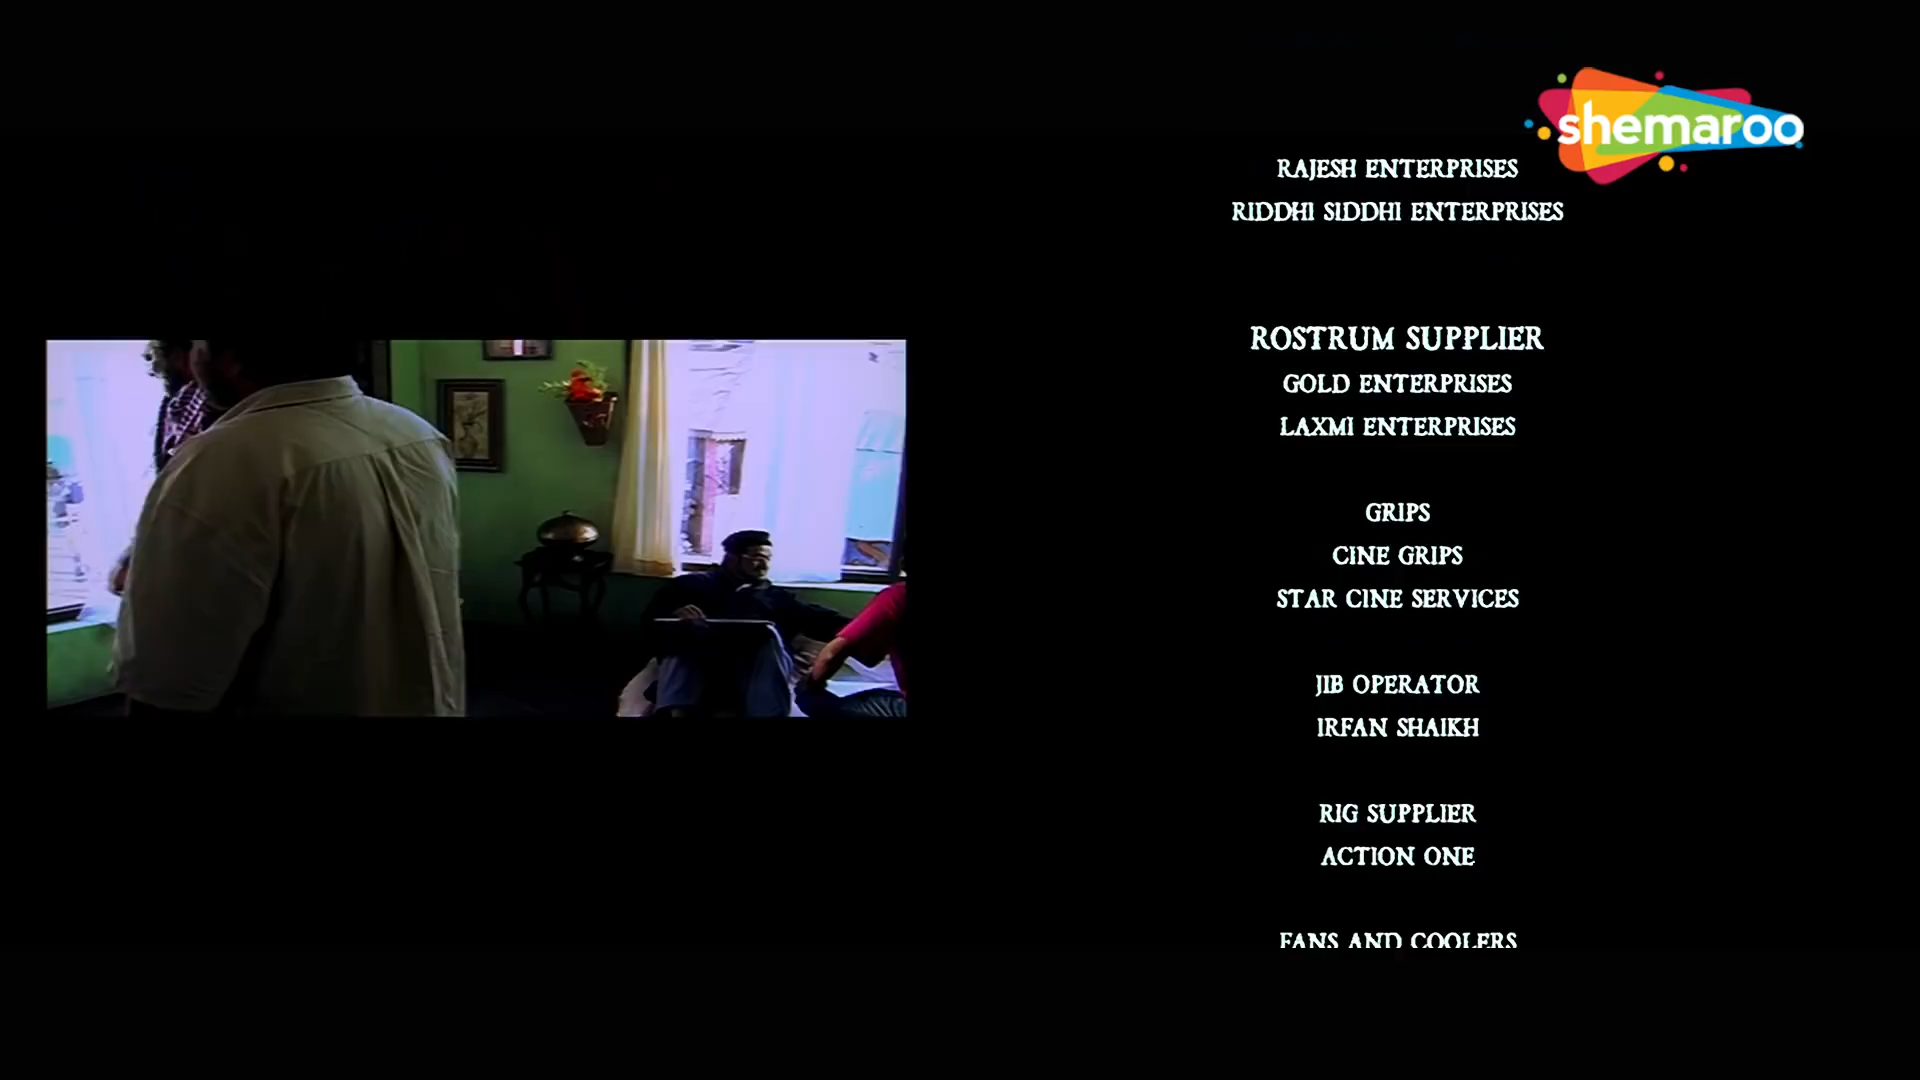 shemaroo
RAJESH ENTERPRISES
RIDDHI SIDDHI ENTERPRISES
ROSTRUM SUPPLIER
GOLD ENTERPRISES
LAXMI ENTERPRISES
GRIPS
CINE GRIPS
STAR CINE SERVICES
JIB OPERATOR
IRFAN SHAIKH
RIG SUPPLIER
ACTION ONE
FANS AND COOLERS